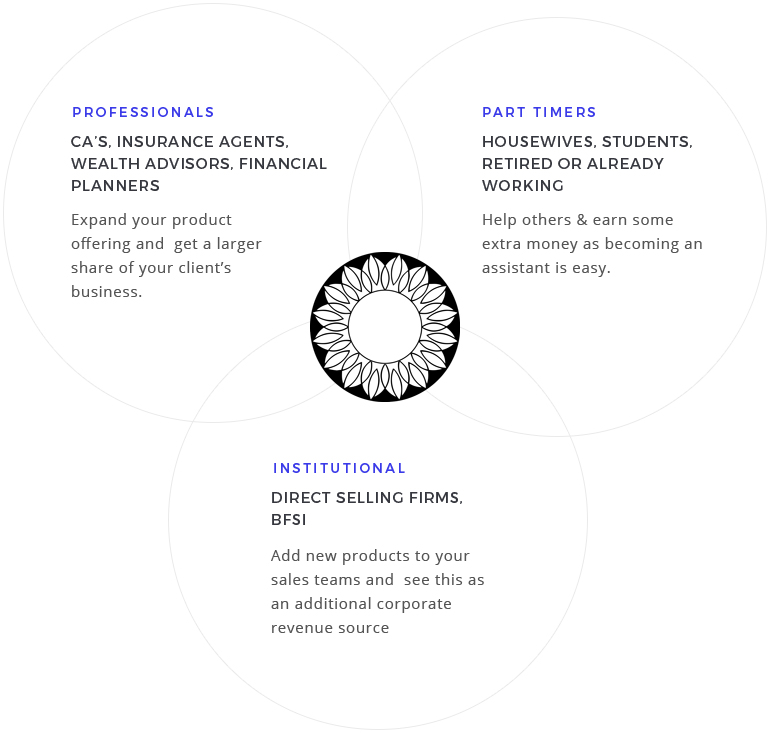 PROFESSIONALS
CA'S, INSURANCE AGENTS,
WEALTH ADVISORS, FINANCIAL
PLANNERS
Expand your product
offering and  get a larger
share of your client's
business.
PART TIMERS
HOUSEWIVES, STUDENTS,
RETIRED OR ALREADY
WORKING
Help others & earn some
extra money as becoming an
assistant is easy.
INSTITUTIONAL
DIRECT SELLING FIRMS,
BFSI
Add new products to your
sales teams and  see this as
an additional corporate
revenue source